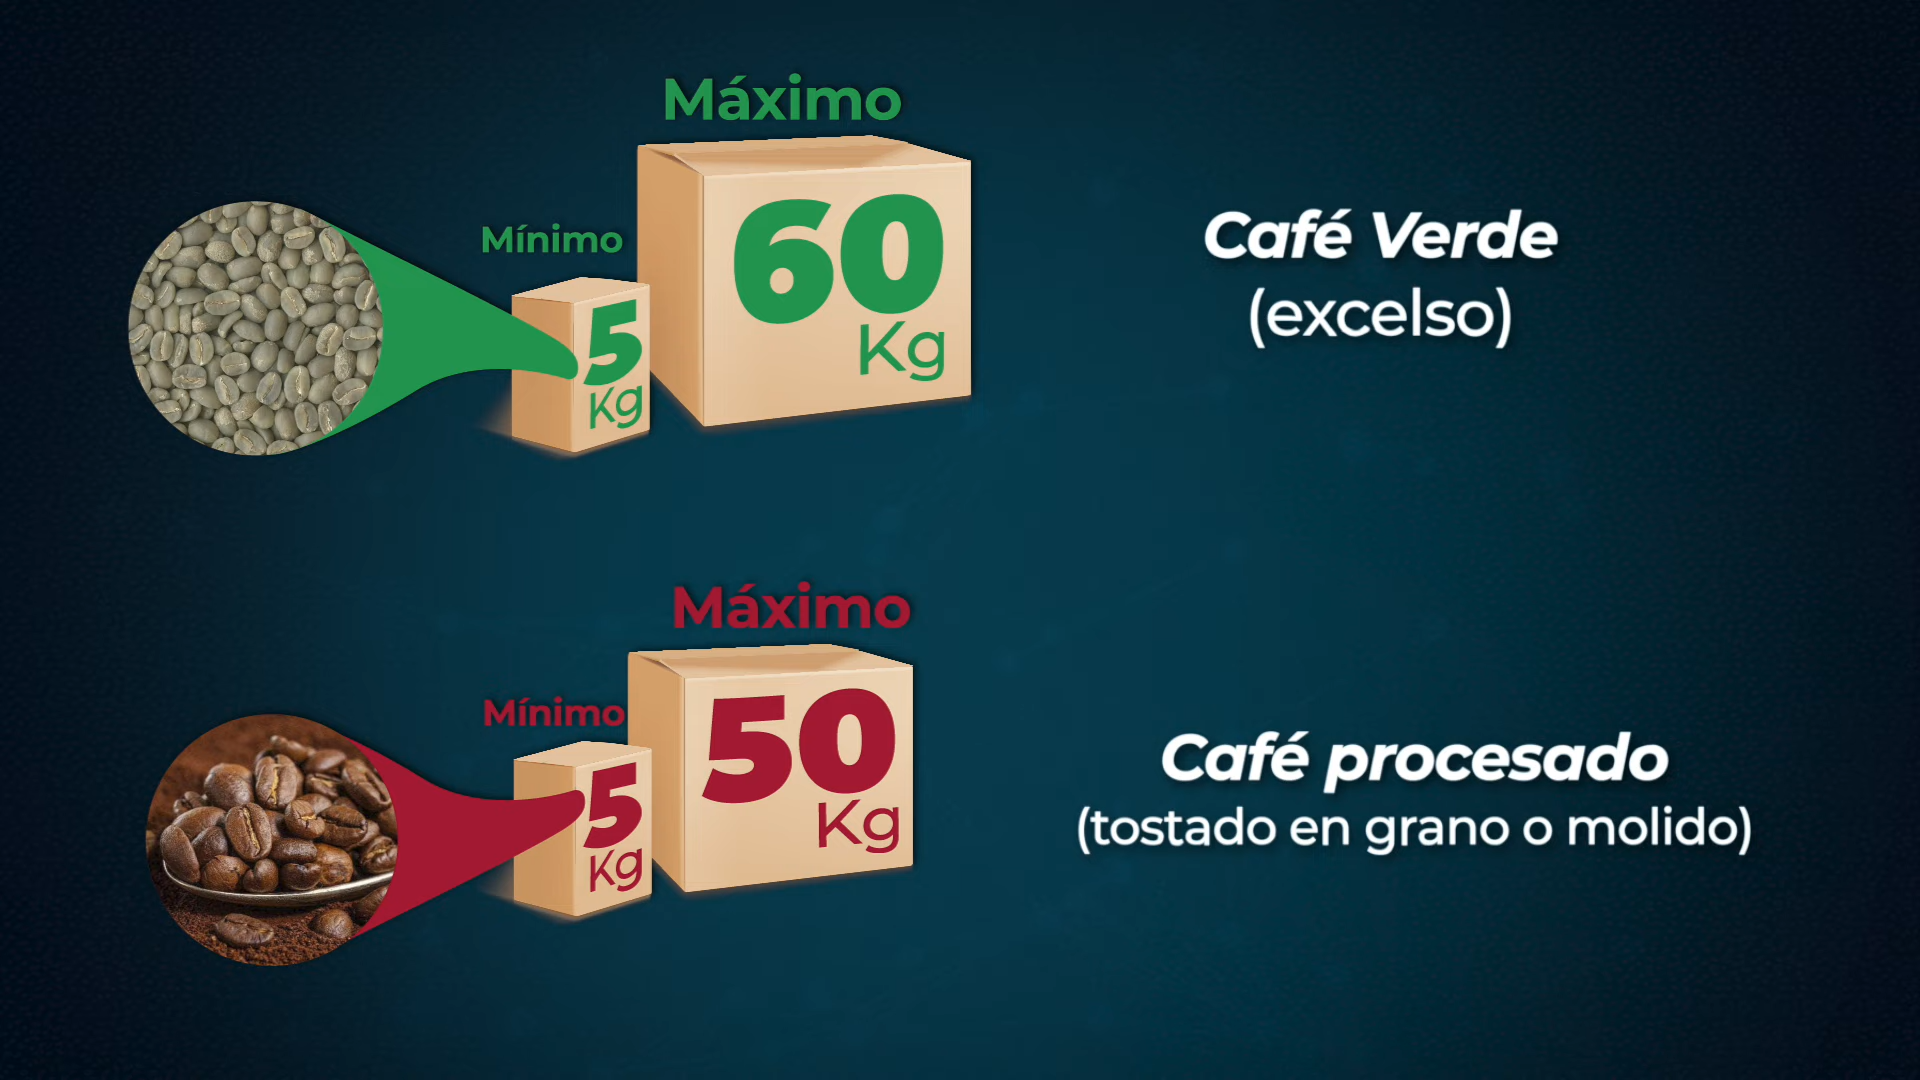 Máximo
60
Kg
Mínimo
5
Kg
Café Verde
(excelso)
Máximo
50
Kg
Mínimo
5
Kg
Café procesado
(tostado en grano o molido)